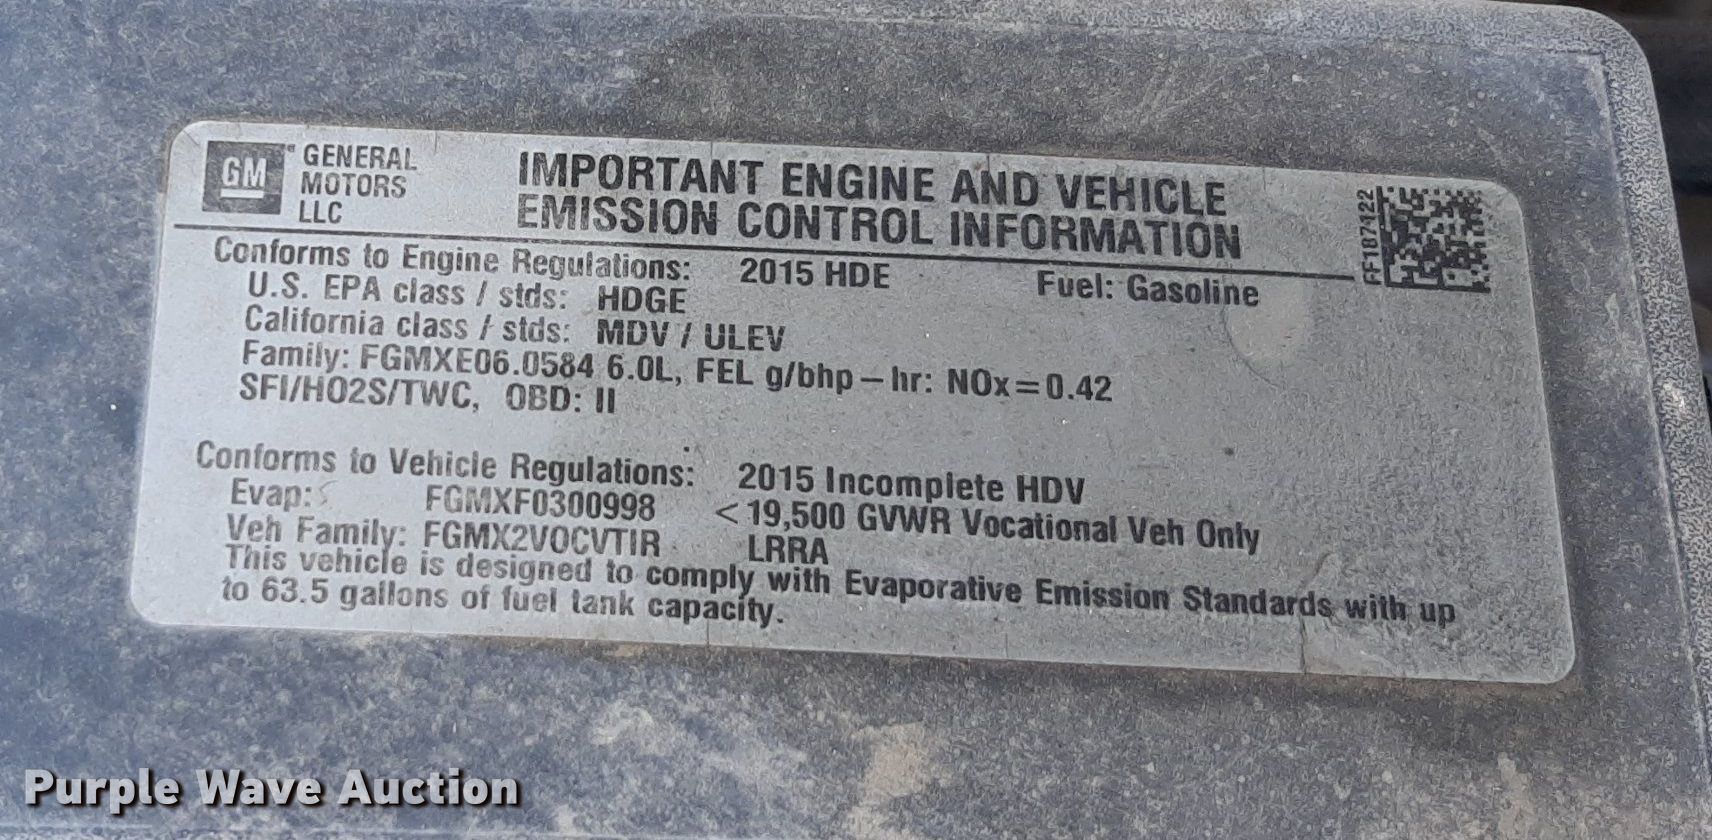 GM
GENERAL
MOTORS
LLC
IMPORTANT ENGINE AND VEHICLE
EMISSION CONTROL INFORMATION
FF187422
Conforms to Engine Regulations: 2015 HDE Fuel: Gasoline
U.S. EPA class / stds: HDGE
California class / stds: MDV / ULEV
Family: FGMXE06.0584 6.0L, FEL g/bhp – hr: NOx = 0.42
SFI/HO2S/TWC, OBD: II
Conforms to Vehicle Regulations: 2015 Incomplete HDV
Evap: FGMXF0300998 < 19,500 GVWR Vocational Veh Only
Veh Family: FGMX2VOCVTIR LRRA
This vehicle is designed to comply with Evaporative Emission Standards with up
to 63.5 gallons of fuel tank capacity.
Purple Wave Auction